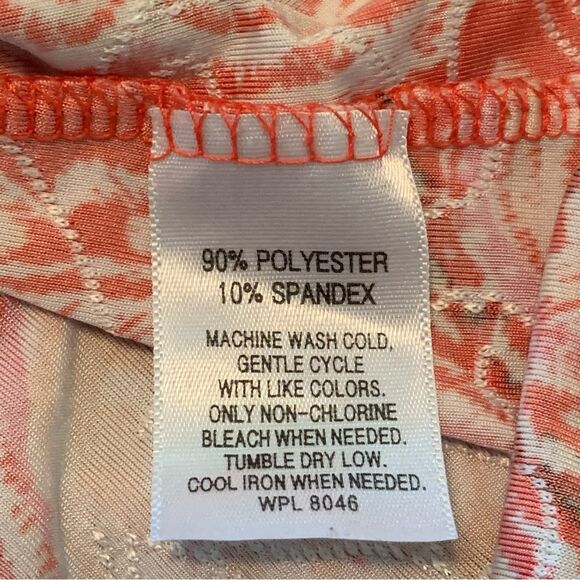 90% POLYESTER
10% SPANDEX
MACHINE WASH COLD,
GENTLE CYCLE
WITH LIKE COLORS.
ONLY NON-CHLORINE
BLEACH WHEN NEEDED.
TUMBLE DRY LOW.
COOL IRON WHEN NEEDED.
WPL 8046